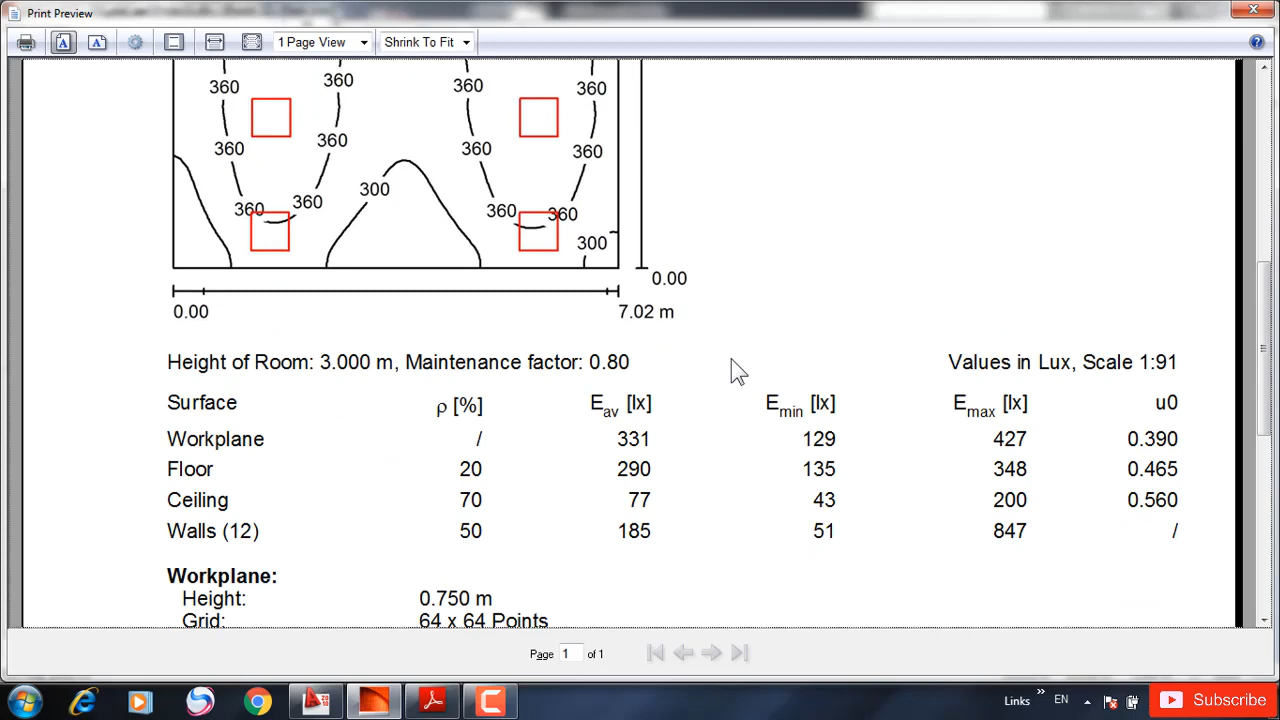 Print Preview
1 Page View
Shrink To Fit
360 360 360 360
360 360 360 360
300
360 360 360 360
300
0.00
0.00 7.02 m
Height of Room: 3.000 m, Maintenance factor: 0.80 Values in Lux, Scale 1:91
Surface ρ [%] Eav [lx] Emin [lx] Emax [lx] u0
Workplane / 331 129 427 0.390
Floor 20 290 135 348 0.465
Ceiling 70 77 43 200 0.560
Walls (12) 50 185 51 847 /
Workplane:
Height: 0.750 m
Grid: 64 x 64 Points
Page 1 of 1
Links » EN Subscribe